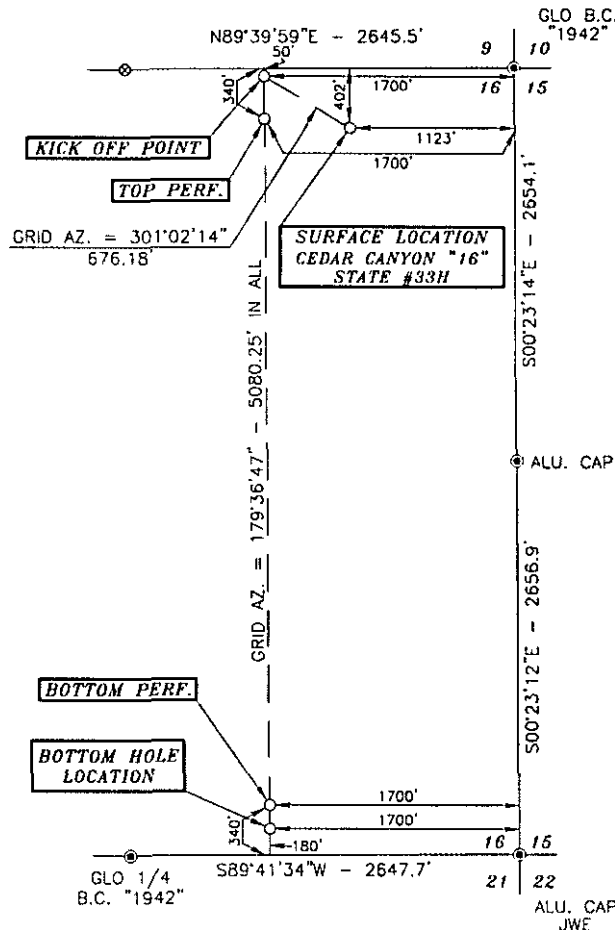 GLO B.C.
"1942"
N89°39'59"E - 2645.5'
9 10
50'
1700'
16 15
340'
402'
1123'
KICK OFF POINT
1700'
TOP PERF.
GRID AZ. = 301°02'14"
676.18'
SURFACE LOCATION
CEDAR CANYON "16"
STATE #33H
S00°23'14"E - 2654.1'
GRID AZ. = 179°36'47" - 5080.25' IN ALL
ALU. CAP
S00°23'12"E - 2656.9'
BOTTOM PERF.
BOTTOM HOLE
LOCATION
1700'
1700'
340'
180'
16 15
S89°41'34"W - 2647.7'
21 22
GLO 1/4
B.C. "1942"
ALU. CAP
JWE